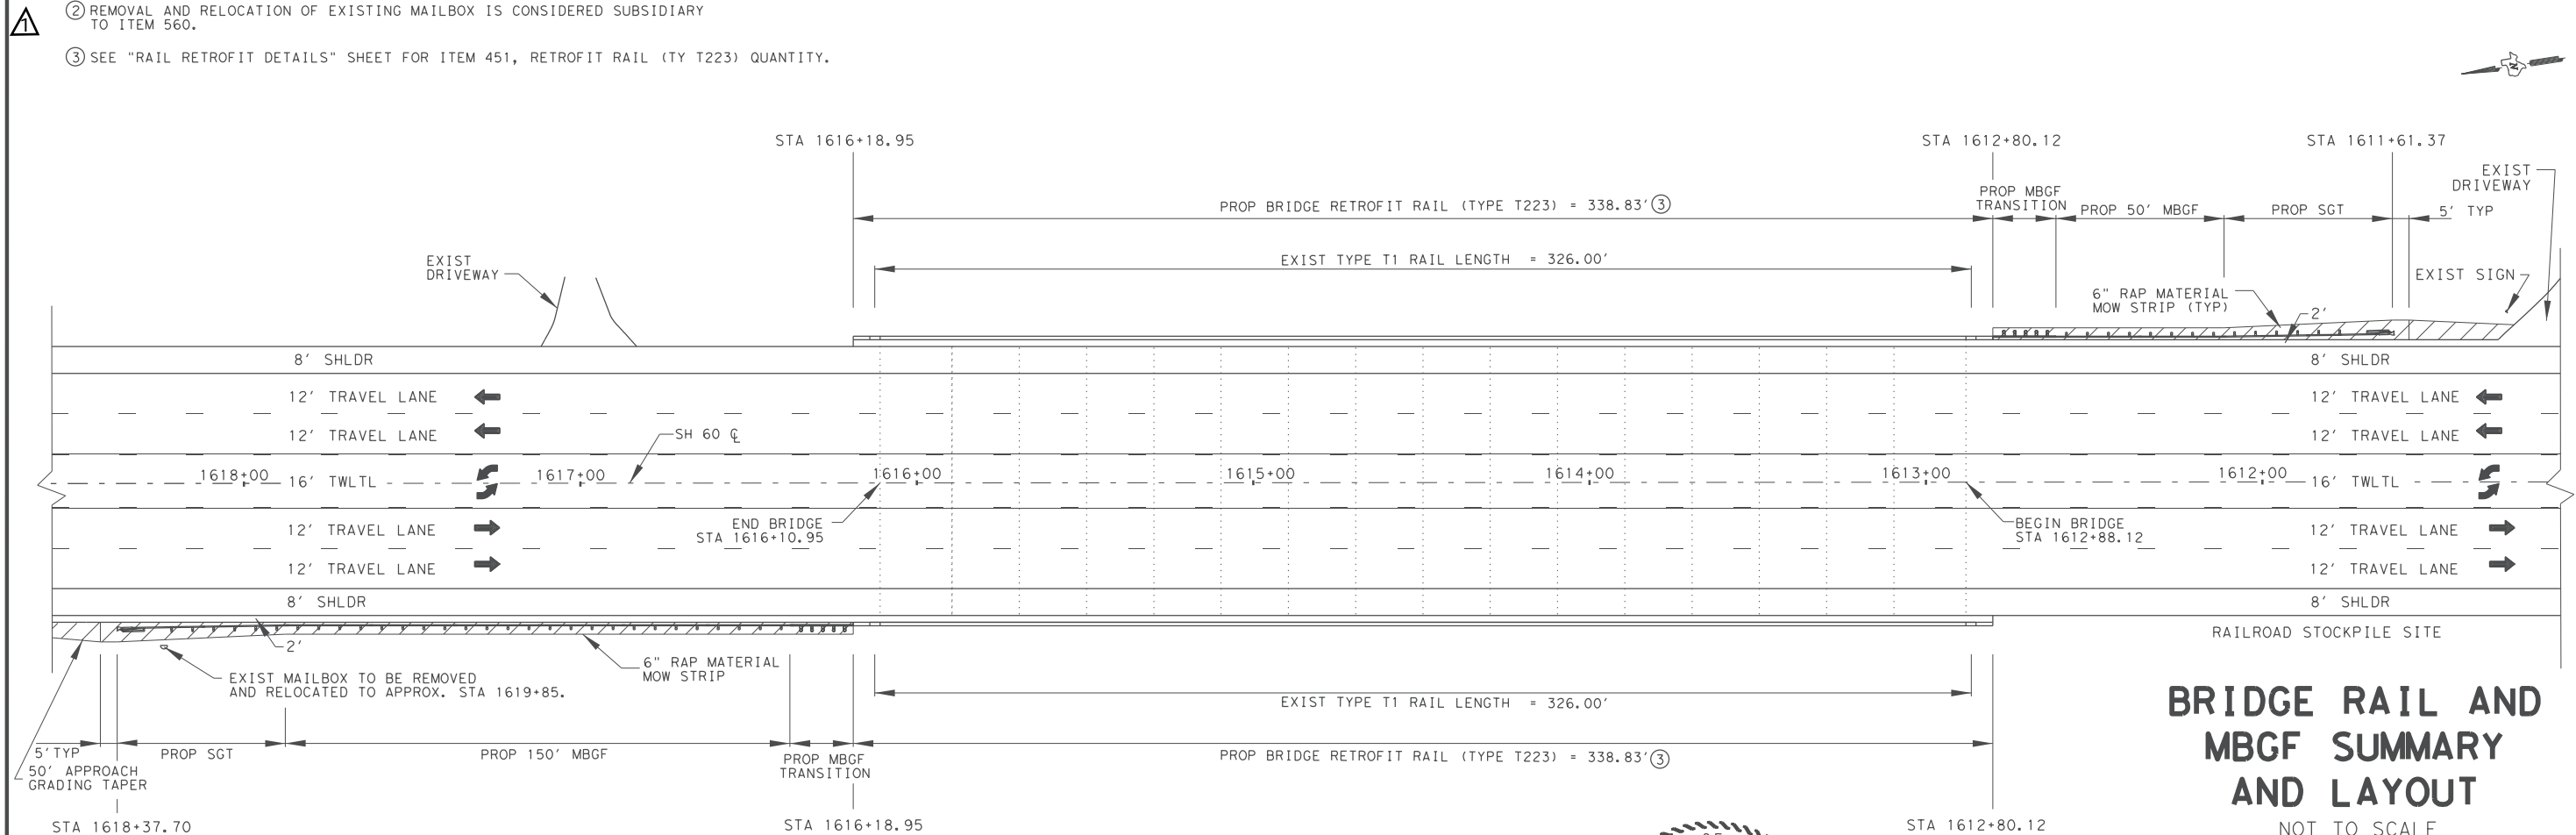 ② REMOVAL AND RELOCATION OF EXISTING MAILBOX IS CONSIDERED SUBSIDIARY
TO ITEM 560.
1
③ SEE "RAIL RETROFIT DETAILS" SHEET FOR ITEM 451, RETROFIT RAIL (TY T223) QUANTITY.
N
STA 1616+18.95
STA 1612+80.12
STA 1611+61.37
EXIST
DRIVEWAY
PROP BRIDGE RETROFIT RAIL (TYPE T223) = 338.83' ③
PROP MBGF
TRANSITION
PROP 50' MBGF
PROP SGT
5' TYP
EXIST
DRIVEWAY
EXIST TYPE T1 RAIL LENGTH = 326.00'
EXIST SIGN
6" RAP MATERIAL
MOW STRIP (TYP)
2'
8' SHLDR
8' SHLDR
12' TRAVEL LANE
12' TRAVEL LANE
12' TRAVEL LANE
12' TRAVEL LANE
SH 60 ℄
1618+00
16' TWLTL
1617+00
1616+00
1615+00
1614+00
1613+00
1612+00
16' TWLTL
END BRIDGE
STA 1616+10.95
BEGIN BRIDGE
STA 1612+88.12
12' TRAVEL LANE
12' TRAVEL LANE
12' TRAVEL LANE
12' TRAVEL LANE
8' SHLDR
8' SHLDR
RAILROAD STOCKPILE SITE
2'
6" RAP MATERIAL
MOW STRIP
EXIST MAILBOX TO BE REMOVED
AND RELOCATED TO APPROX. STA 1619+85.
EXIST TYPE T1 RAIL LENGTH = 326.00'
5' TYP
PROP SGT
PROP 150' MBGF
PROP MBGF
TRANSITION
PROP BRIDGE RETROFIT RAIL (TYPE T223) = 338.83' ③
50' APPROACH
GRADING TAPER
STA 1618+37.70
STA 1616+18.95
STA 1612+80.12
BRIDGE RAIL AND
MBGF SUMMARY
AND LAYOUT
NOT TO SCALE